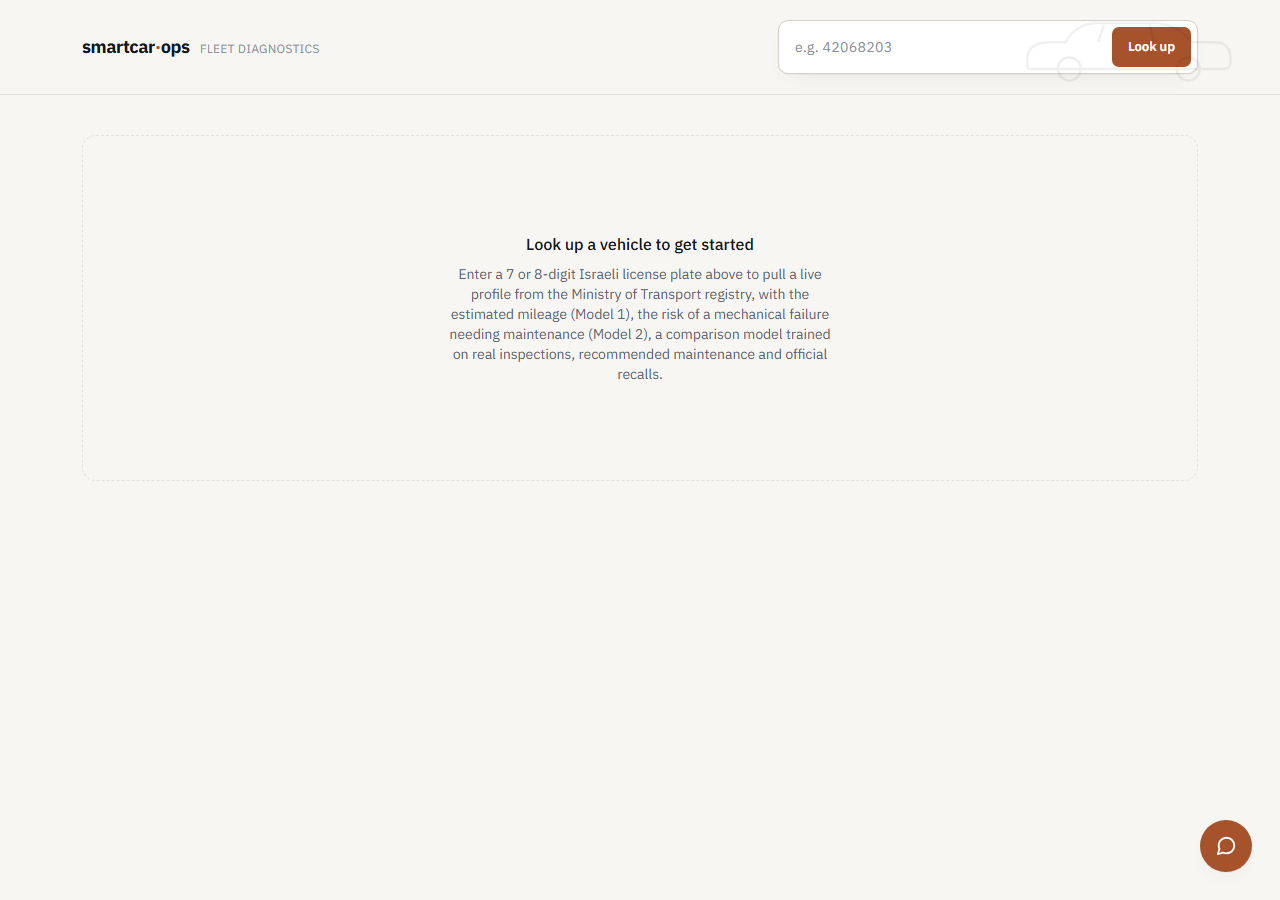 smartcar·ops FLEET DIAGNOSTICS
e.g. 42068203
Look up
Look up a vehicle to get started
Enter a 7 or 8-digit Israeli license plate above to pull a live
profile from the Ministry of Transport registry, with the
estimated mileage (Model 1), the risk of a mechanical failure
needing maintenance (Model 2), a comparison model trained
on real inspections, recommended maintenance and official
recalls.